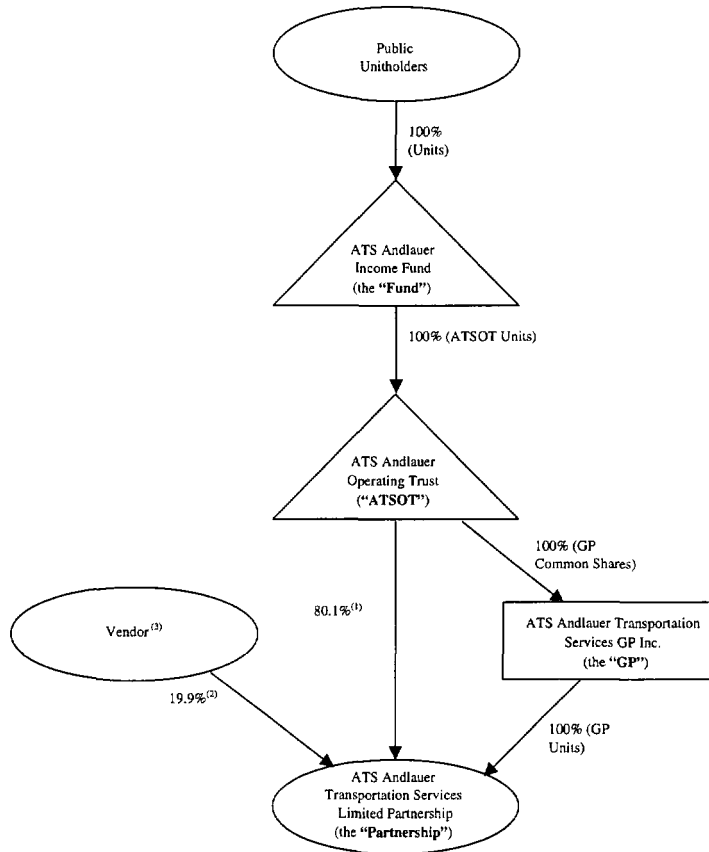 Public
Unitholders
100%
(Units)
ATS Andlauer
Income Fund
(the “Fund”)
100% (ATSOT Units)
ATS Andlauer
Operating Trust
(“ATSOT”)
100% (GP
Common Shares)
80.1%(1)
Vendor(3)
ATS Andlauer Transportation
Services GP Inc.
(the “GP”)
19.9%(2)
100% (GP
Units)
ATS Andlauer
Transportation Services
Limited Partnership
(the “Partnership”)